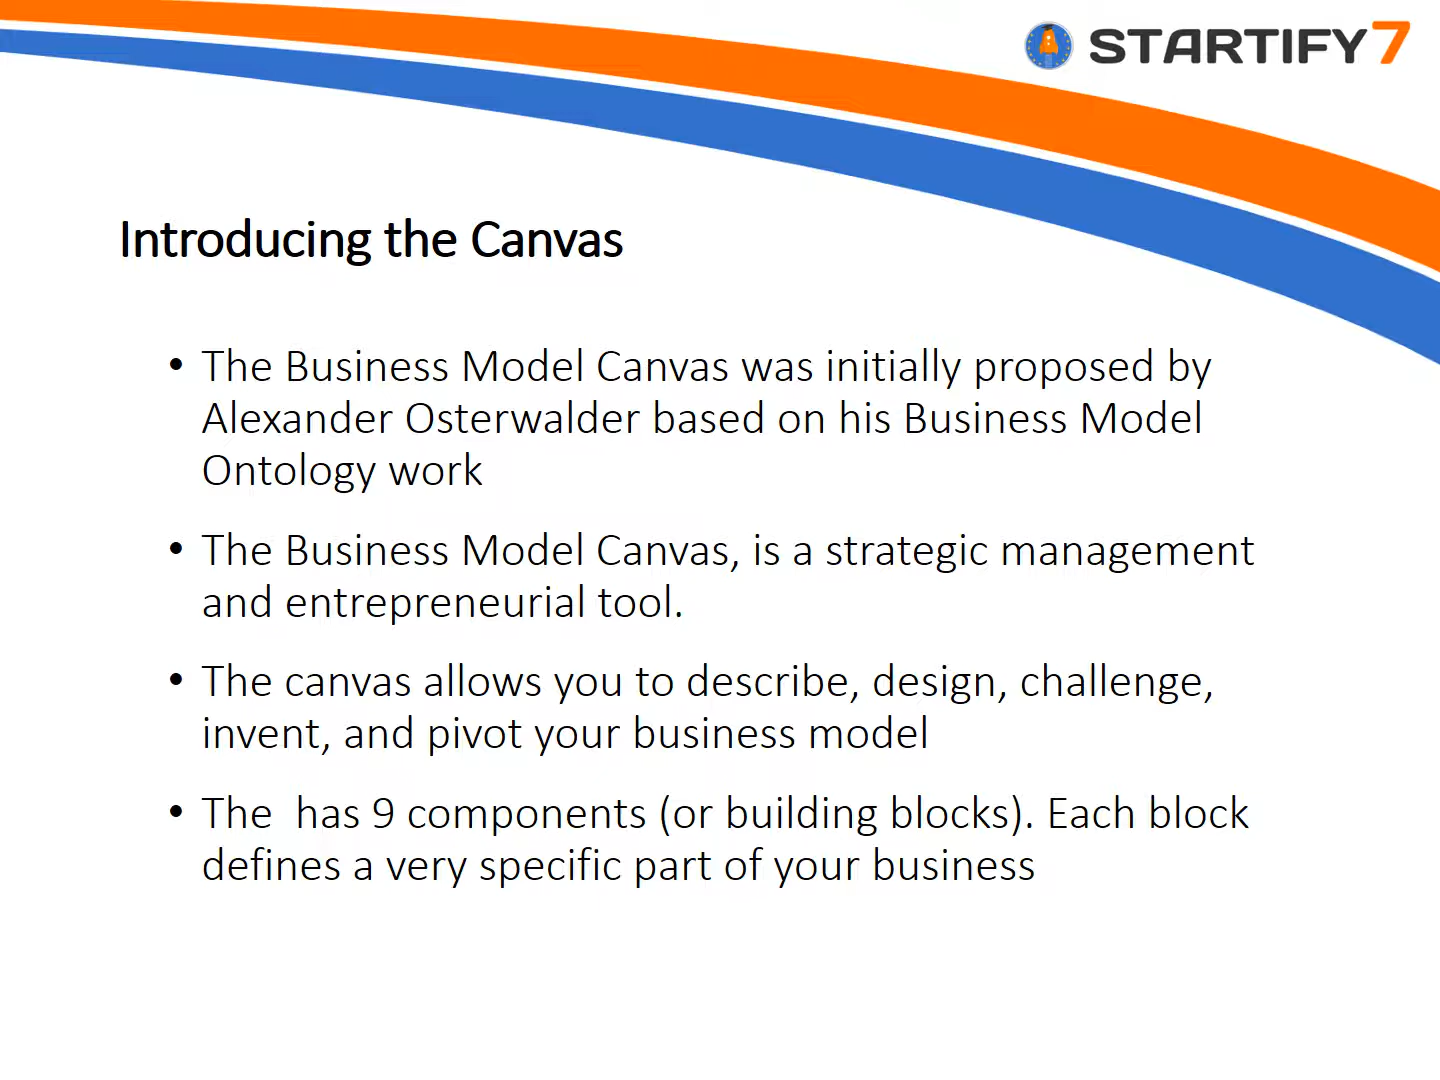 STARTIFY7
Introducing the Canvas
• The Business Model Canvas was initially proposed by
Alexander Osterwalder based on his Business Model
Ontology work
• The Business Model Canvas, is a strategic management
and entrepreneurial tool.
• The canvas allows you to describe, design, challenge,
invent, and pivot your business model
• The  has 9 components (or building blocks). Each block
defines a very specific part of your business